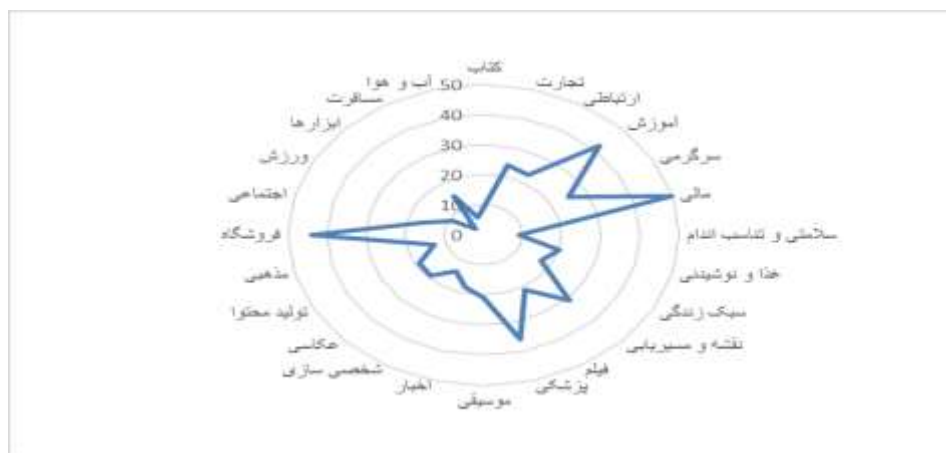 کتاب
تجارت
ارتباطی
آموزش
سرگرمی
مالی
سلامتی و تناسب اندام
غذا و نوشیدنی
سبک زندگی
نقشه و مسیریابی
فیلم
پزشکی
موسیقی
اخبار
شخصی سازی
عکاسی
تولید محتوا
مذهبی
فروشگاه
اجتماعی
ورزش
ابزارها
مسافرت
آب و هوا
50
40
30
20
10
0